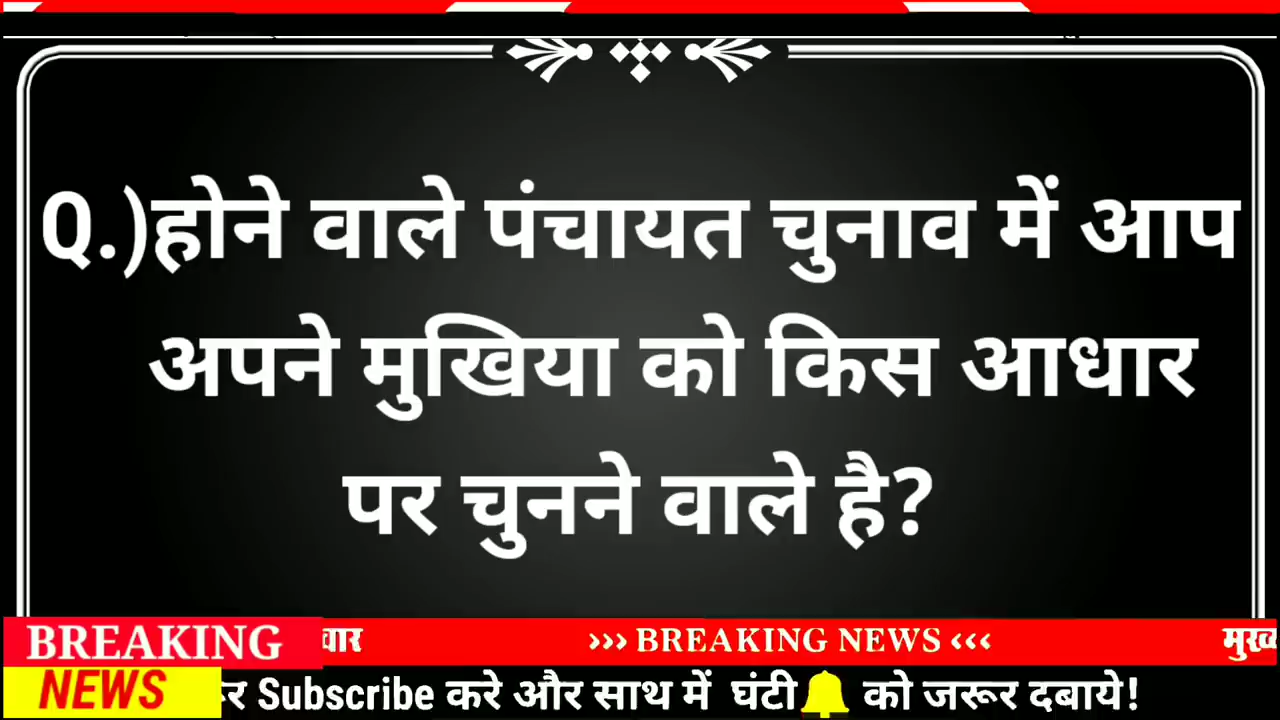 Q.)होने वाले पंचायत चुनाव में आप
अपने मुखिया को किस आधार
पर चुनने वाले है?
BREAKING
NEWS
››› BREAKING NEWS ‹‹‹
Subscribe करे और साथ में घंटी🔔 को जरूर दबाये!